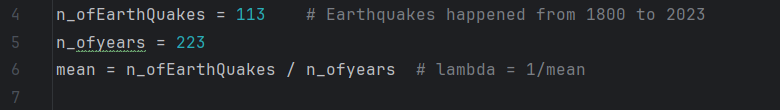 4 n_ofEarthQuakes = 113 # Earthquakes happened from 1800 to 2023
5 n_ofyears = 223
6 mean = n_ofEarthQuakes / n_ofyears # lambda = 1/mean
7